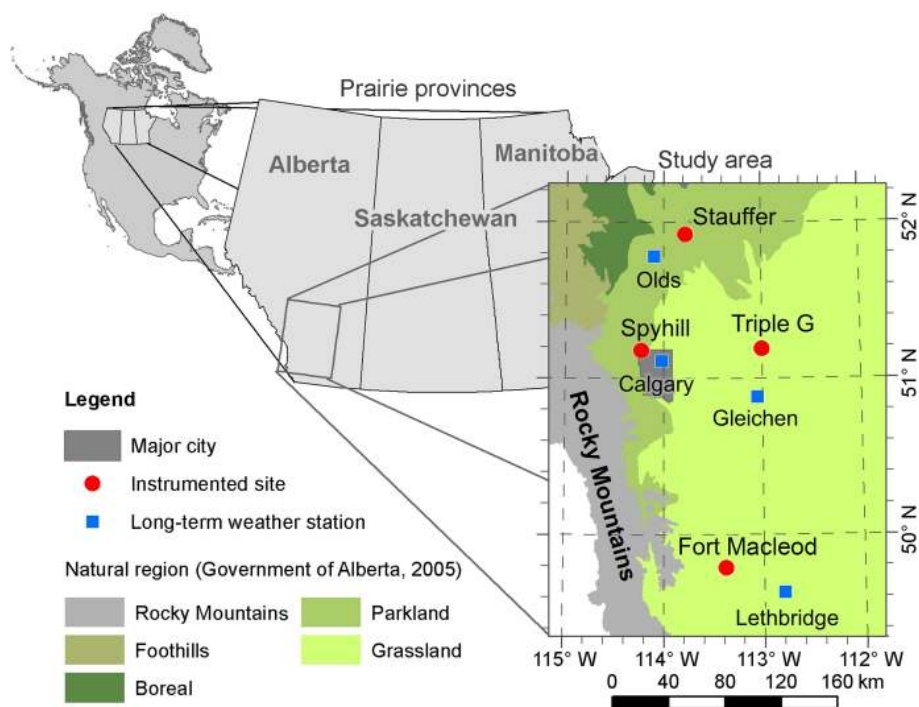 Prairie provinces
Alberta
Manitoba
Saskatchewan
Study area
Stauffer
Olds
Spyhill
Triple G
Calgary
Gleichen
Rocky Mountains
Fort Macleod
Lethbridge
52° N
51° N
50° N
115° W 114° W 113° W 112° W
0 40 80 120 160 km
Legend
Major city
Instrumented site
Long-term weather station
Natural region (Government of Alberta, 2005)
Rocky Mountains
Parkland
Foothills
Grassland
Boreal